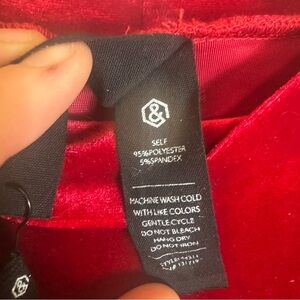 &
SELF
95%POLYESTER
5%SPANDEX
MACHINE WASH COLD
WITH LIKE COLORS
GENTLE CYCLE
DO NOT BLEACH
HANG DRY
DO NOT IRON
&